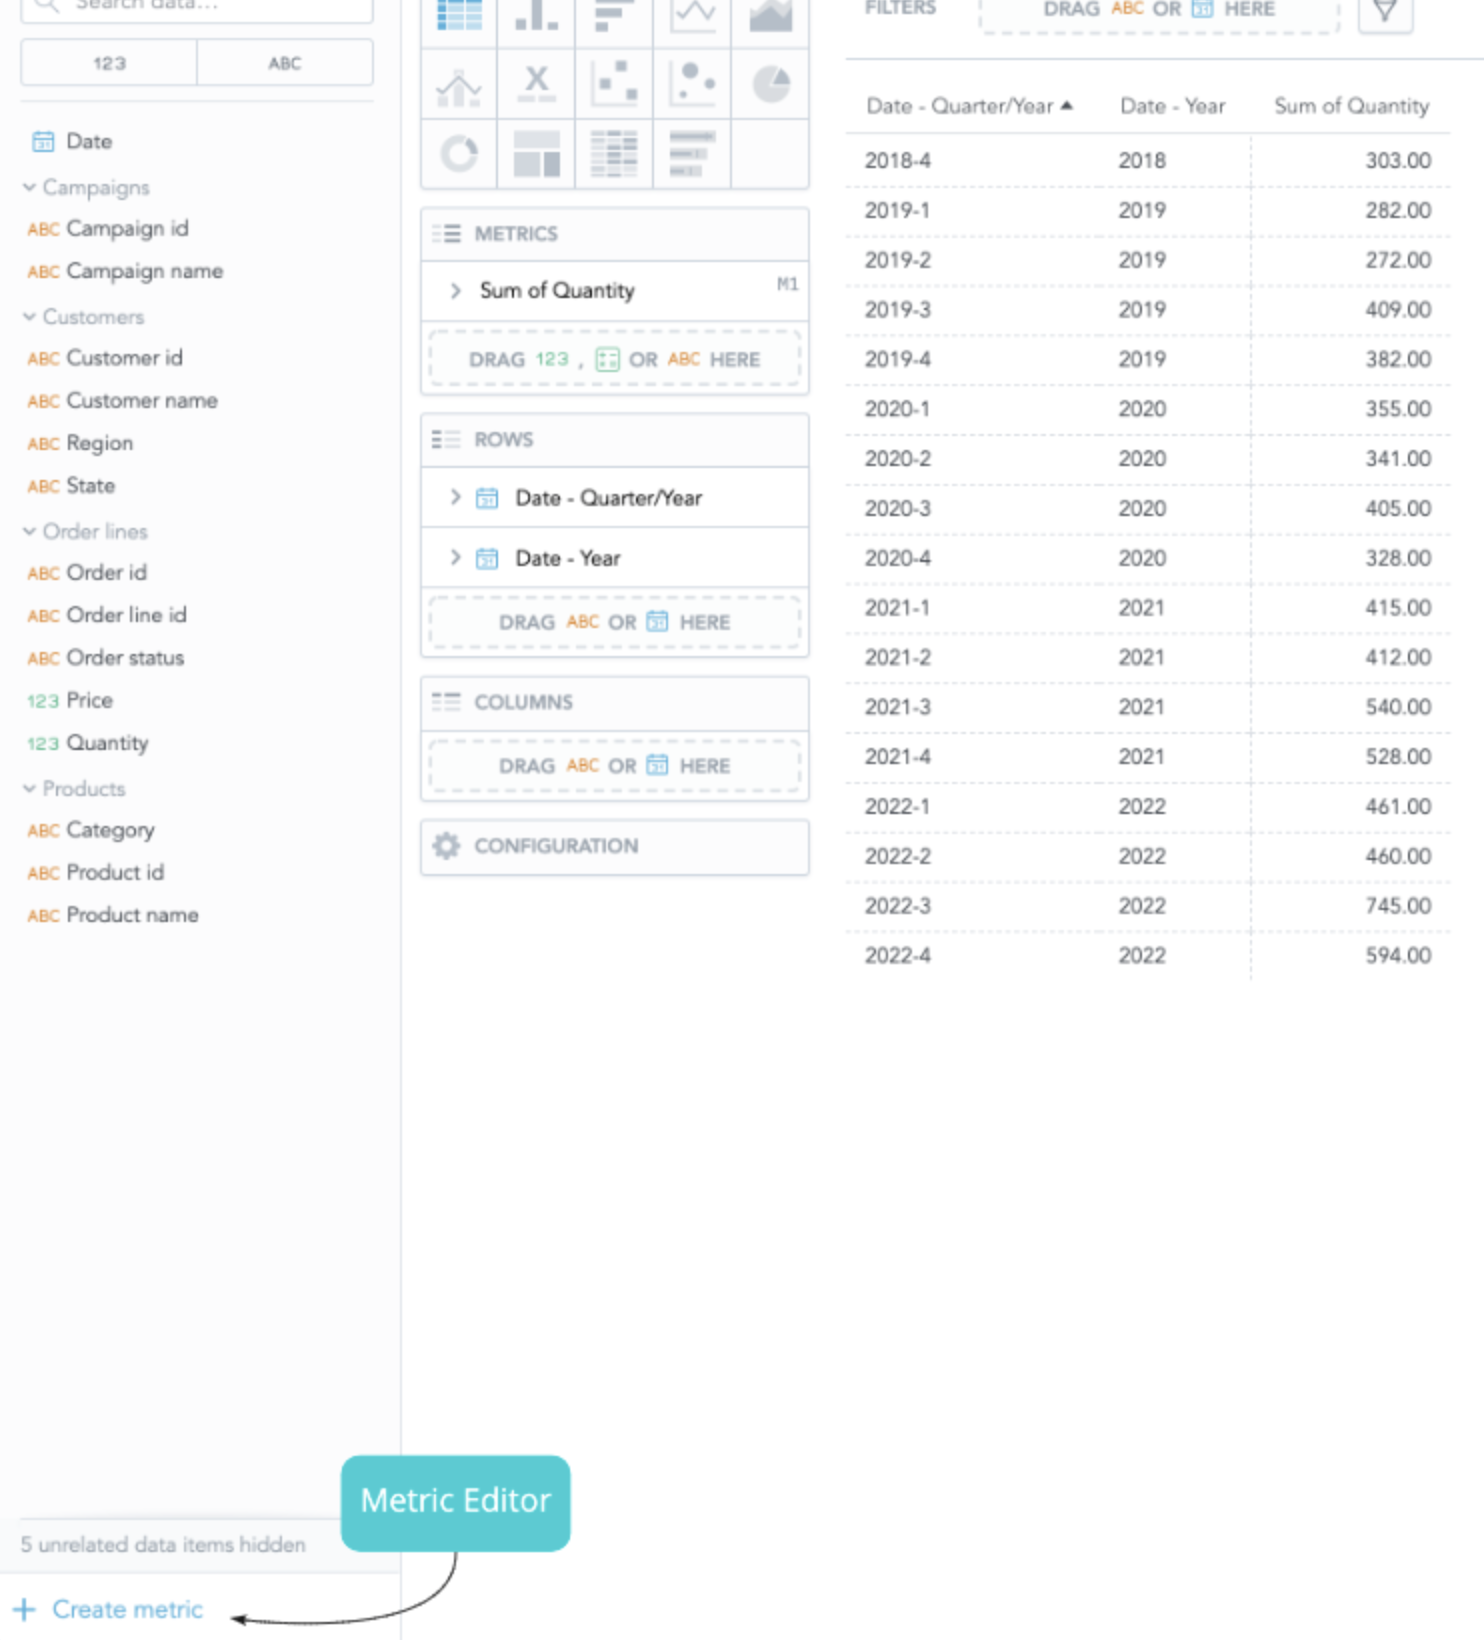 Search data...
123 ABC
Date
Campaigns
ABC Campaign id
ABC Campaign name
Customers
ABC Customer id
ABC Customer name
ABC Region
ABC State
Order lines
ABC Order id
ABC Order line id
ABC Order status
123 Price
123 Quantity
Products
ABC Category
ABC Product id
ABC Product name
5 unrelated data items hidden
+ Create metric
Metric Editor
METRICS
Sum of Quantity M1
DRAG 123 , OR ABC HERE
ROWS
31 Date - Quarter/Year
31 Date - Year
DRAG ABC OR 31 HERE
COLUMNS
DRAG ABC OR 31 HERE
CONFIGURATION
FILTERS DRAG ABC OR 31 HERE
Date - Quarter/Year Date - Year Sum of Quantity
2018-4 2018 303.00
2019-1 2019 282.00
2019-2 2019 272.00
2019-3 2019 409.00
2019-4 2019 382.00
2020-1 2020 355.00
2020-2 2020 341.00
2020-3 2020 405.00
2020-4 2020 328.00
2021-1 2021 415.00
2021-2 2021 412.00
2021-3 2021 540.00
2021-4 2021 528.00
2022-1 2022 461.00
2022-2 2022 460.00
2022-3 2022 745.00
2022-4 2022 594.00